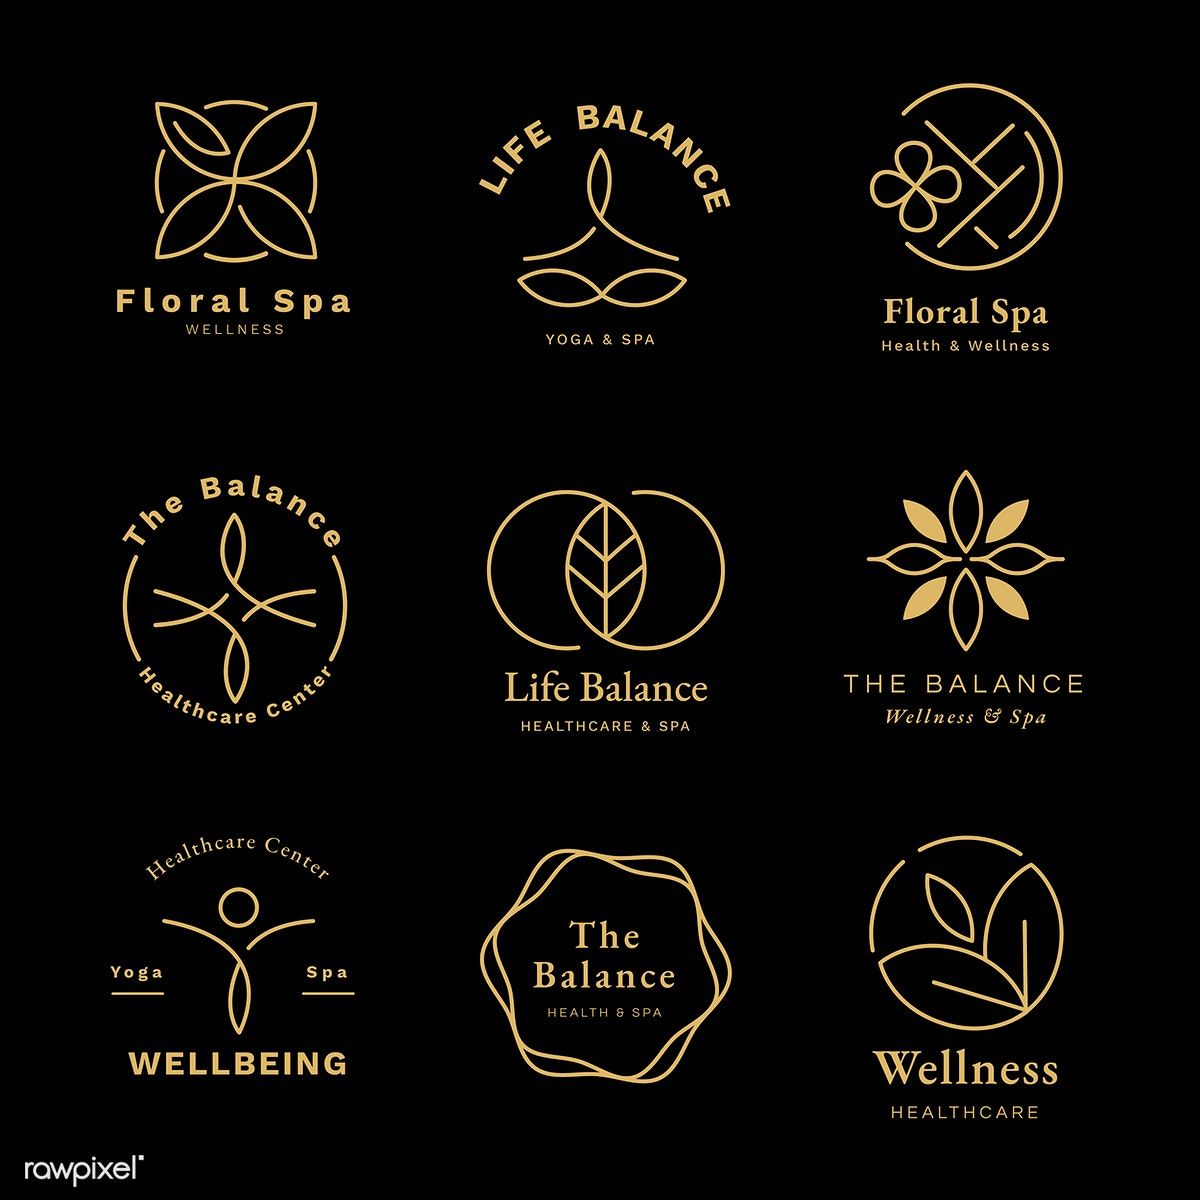 Floral Spa
WELLNESS
LIFE BALANCE
YOGA & SPA
Floral Spa
Health & Wellness
The Balance
Healthcare Center
Life Balance
HEALTHCARE & SPA
THE BALANCE
Wellness & Spa
Healthcare Center
Yoga
Spa
WELLBEING
The
Balance
HEALTH & SPA
Wellness
HEALTHCARE
rawpixel